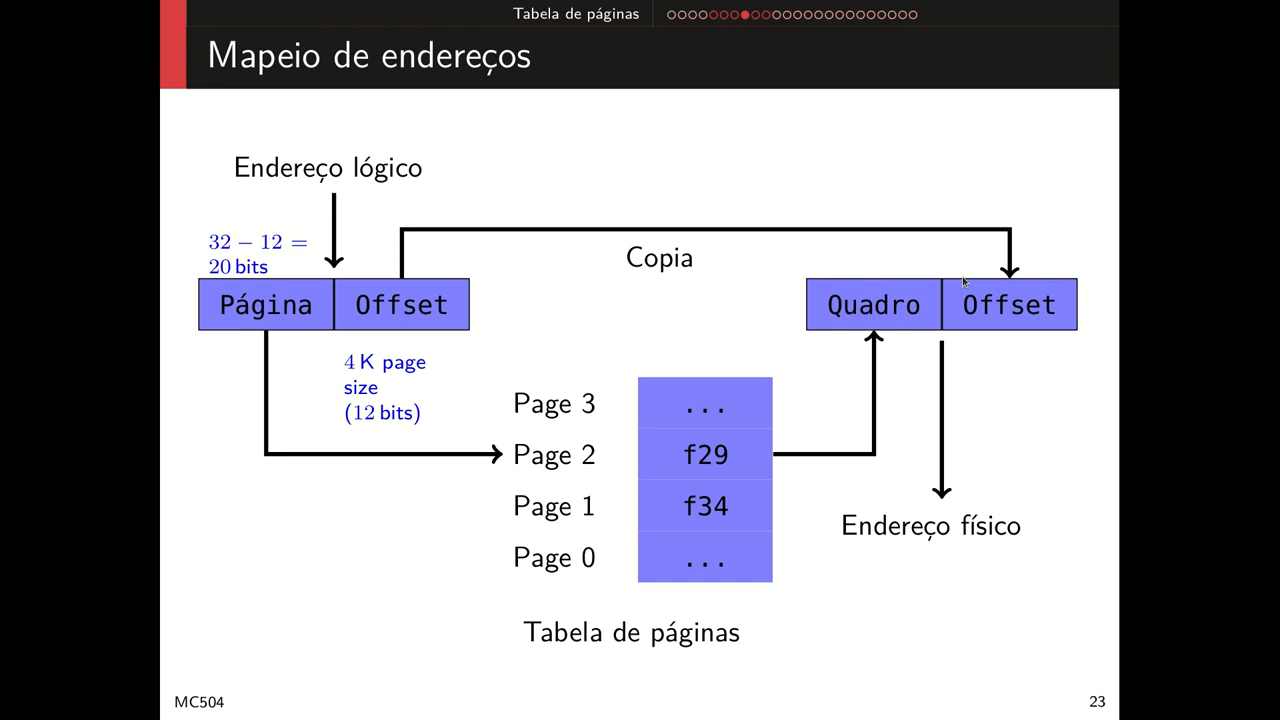 Tabela de páginas
Mapeio de endereços
Endereço lógico
32 − 12 =
20 bits
Copia
Página
Offset
Quadro
Offset
4 K page
size
(12 bits)
Page 3
...
Page 2
f29
Page 1
f34
Page 0
...
Endereço físico
Tabela de páginas
MC504
23